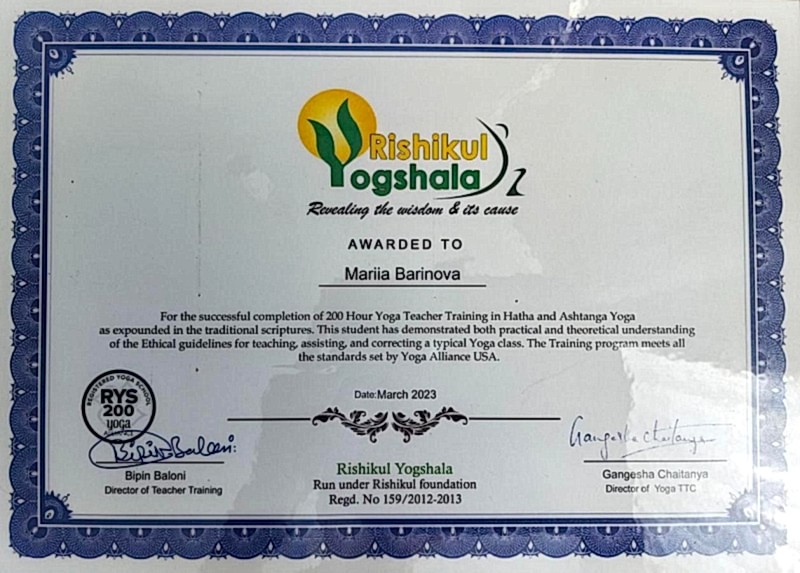 Rishikul
Yogshala
Revealing the wisdom & its cause
AWARDED TO
Mariia Barinova
For the successful completion of 200 Hour Yoga Teacher Training in Hatha and Ashtanga Yoga
as expounded in the traditional scriptures. This student has demonstrated both practical and theoretical understanding
of the Ethical guidelines for teaching, assisting, and correcting a typical Yoga class. The Training program meets all
the standards set by Yoga Alliance USA.
Date:March 2023
REGISTERED YOGA SCHOOL
RYS
200
yoga
Bipin Baloni
Bipin Baloni
Director of Teacher Training
Rishikul Yogshala
Run under Rishikul foundation
Regd. No 159/2012-2013
Gangesha Chaitanya
Gangesha Chaitanya
Director of Yoga TTC